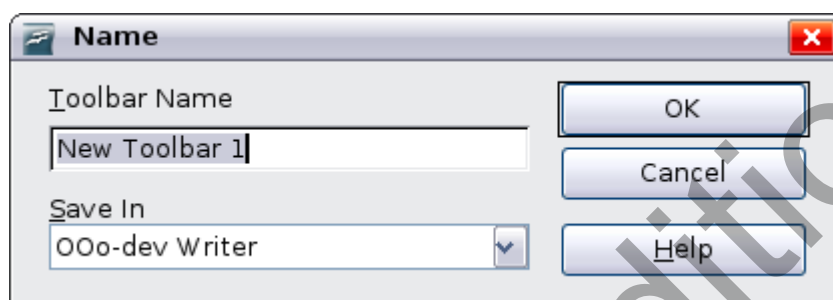 Name
Toolbar Name
New Toolbar 1
Save In
OOo-dev Writer
OK
Cancel
Help